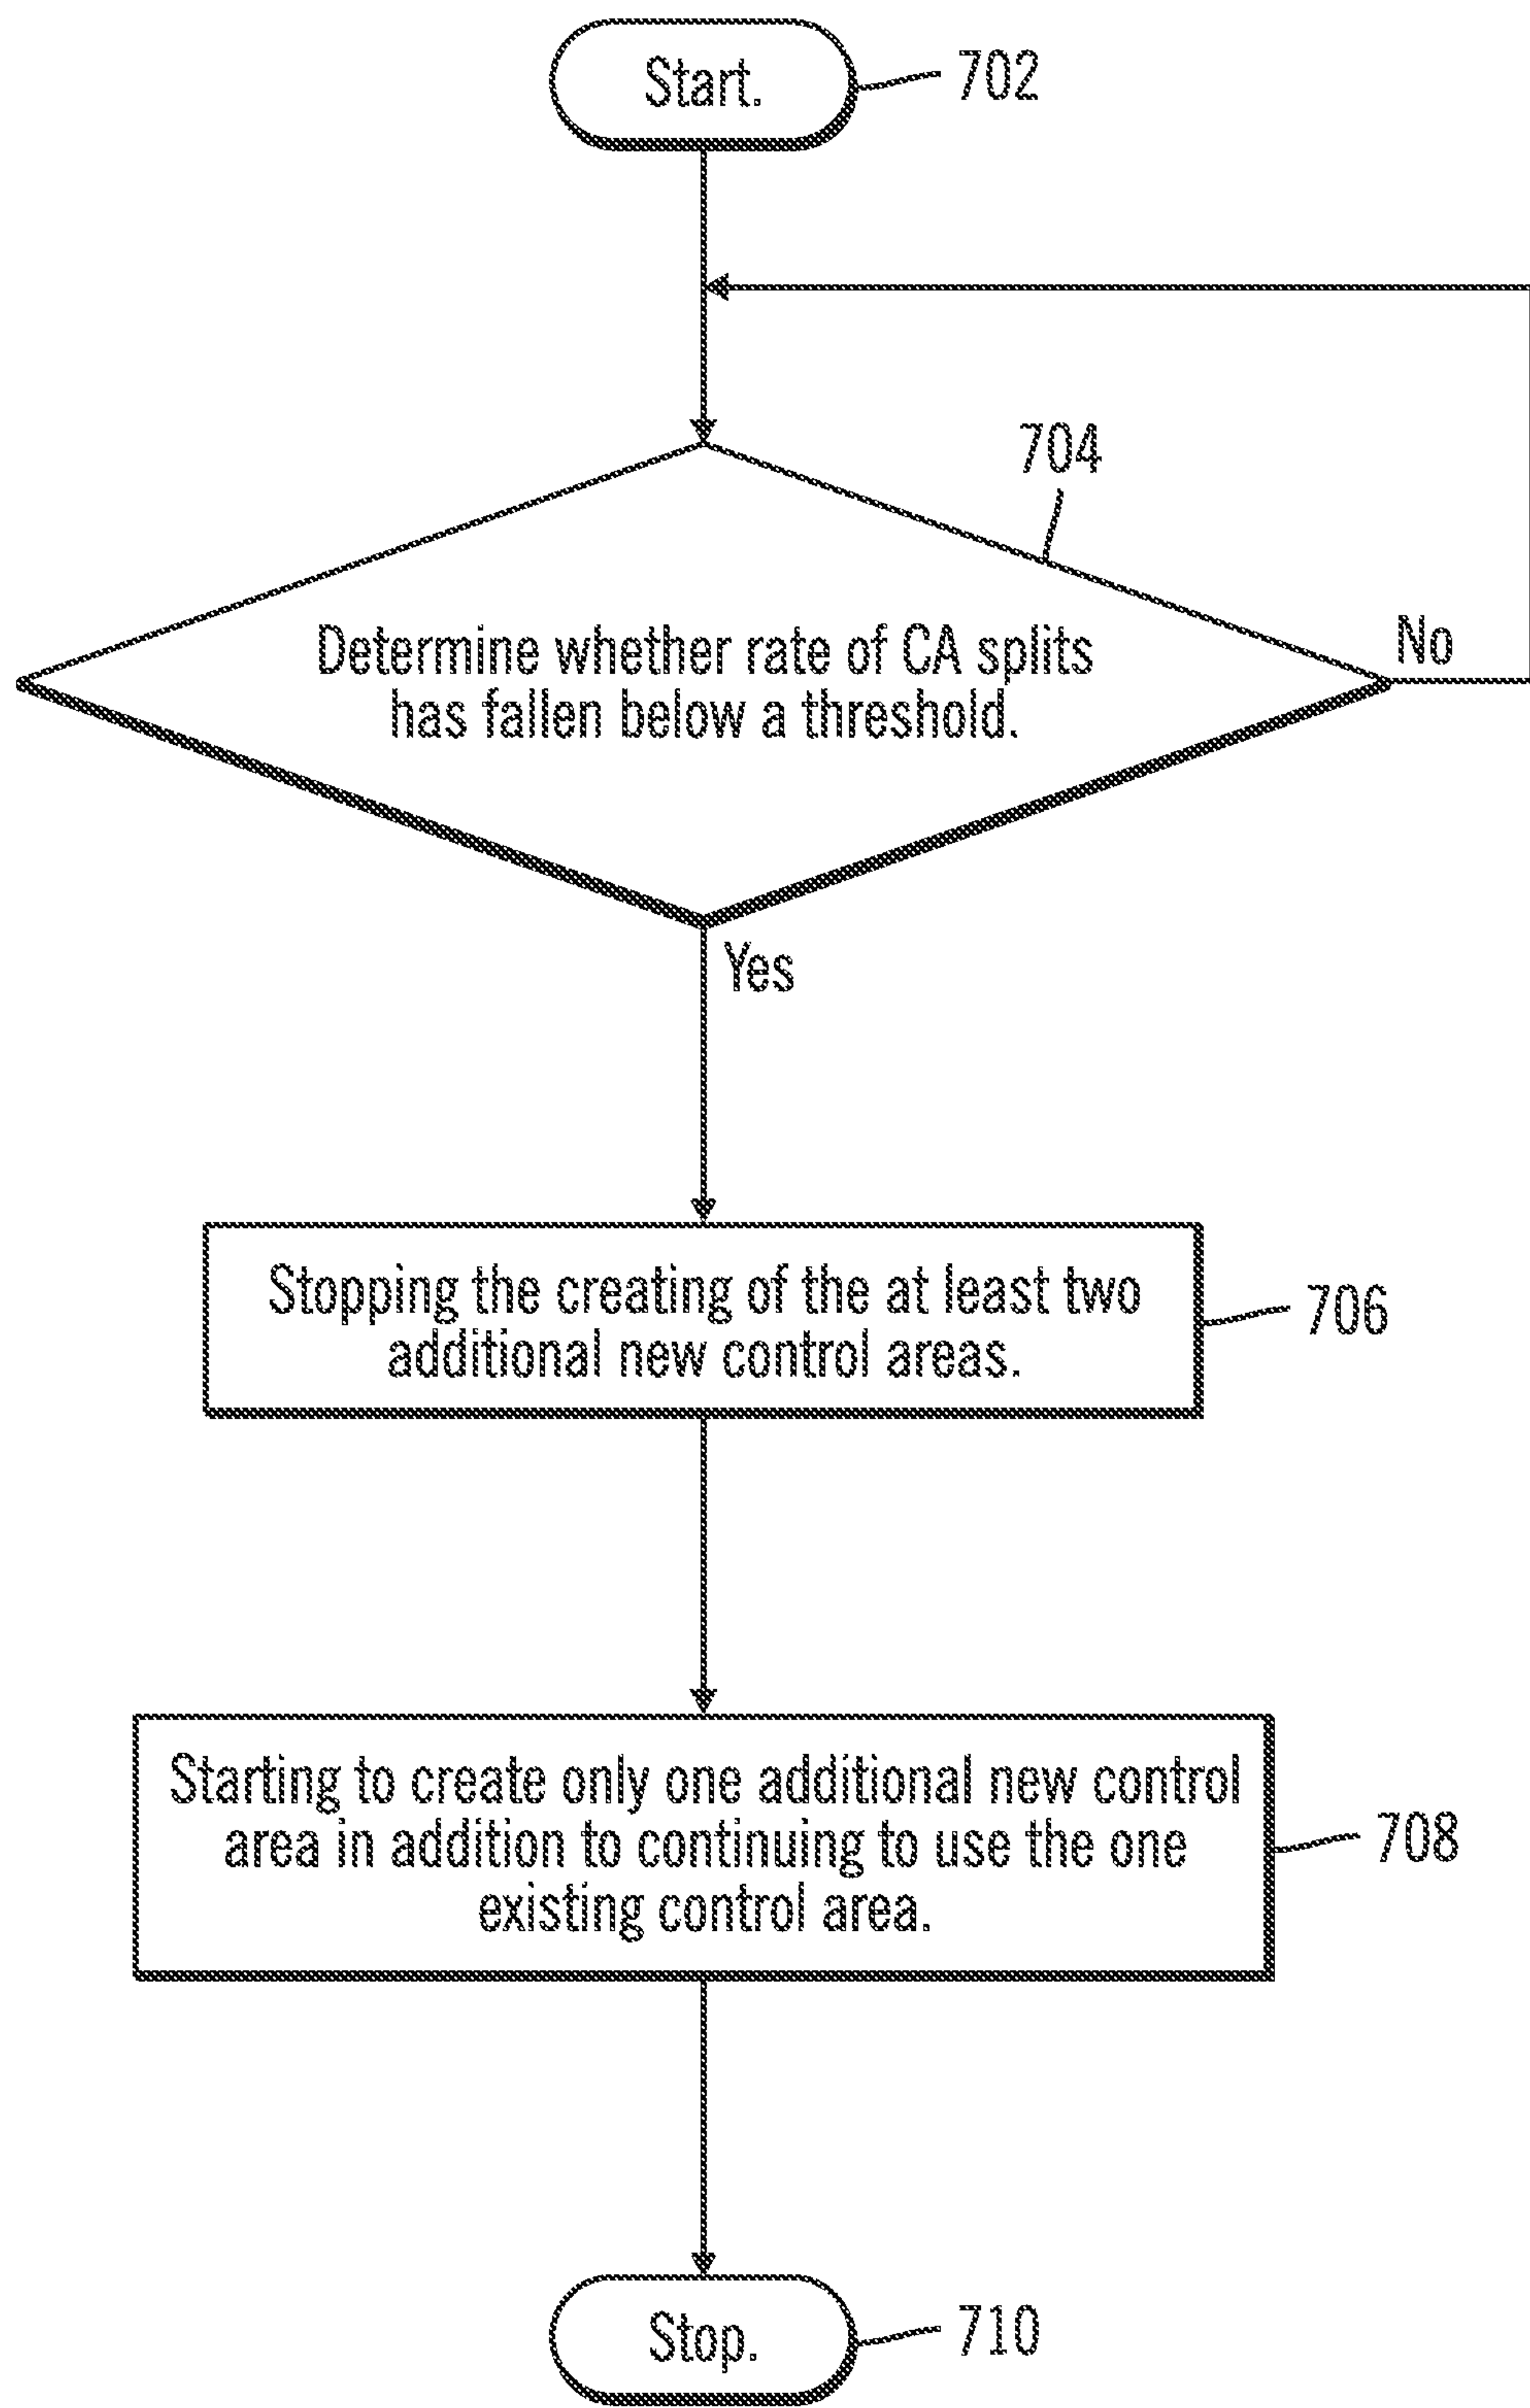 Start.
702
704
Determine whether rate of CA splits
has fallen below a threshold.
No
Yes
Stopping the creating of the at least two
additional new control areas.
706
Starting to create only one additional new control
area in addition to continuing to use the one
existing control area.
708
Stop.
710